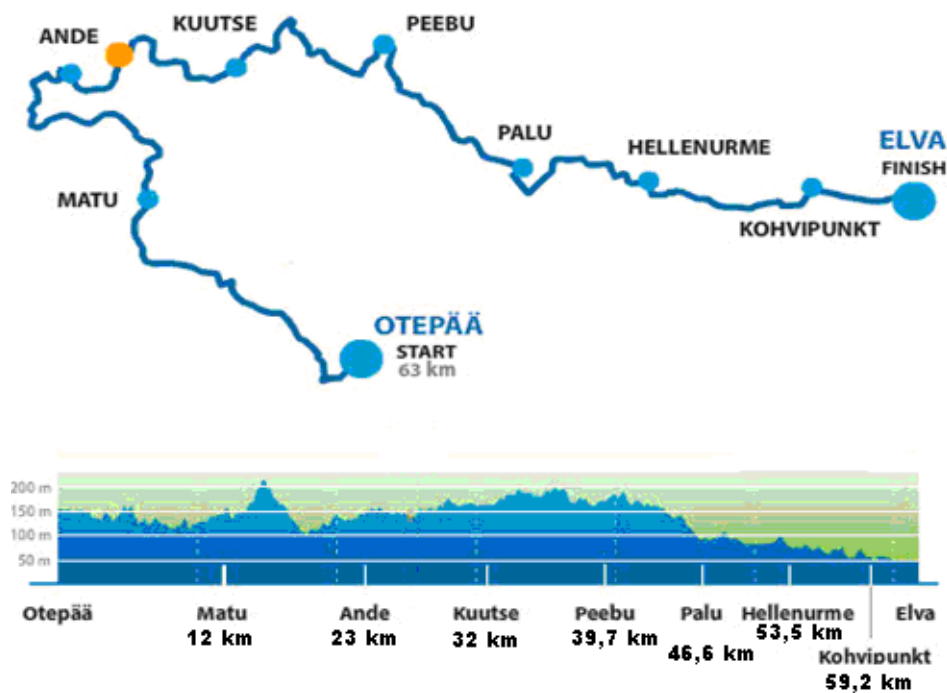 ANDE
KUUTSE
PEEBU
PALU
HELLENURME
ELVA
FINISH
MATU
KOHVIPUNKT
OTEPÄÄ
START
63 km
200 m
150 m
100 m
50 m
Otepää Matu Ande Kuutse Peebu Palu Hellenurme Elva
12 km 23 km 32 km 39,7 km 46,6 km 53,5 km
Kohvipunkt
59,2 km